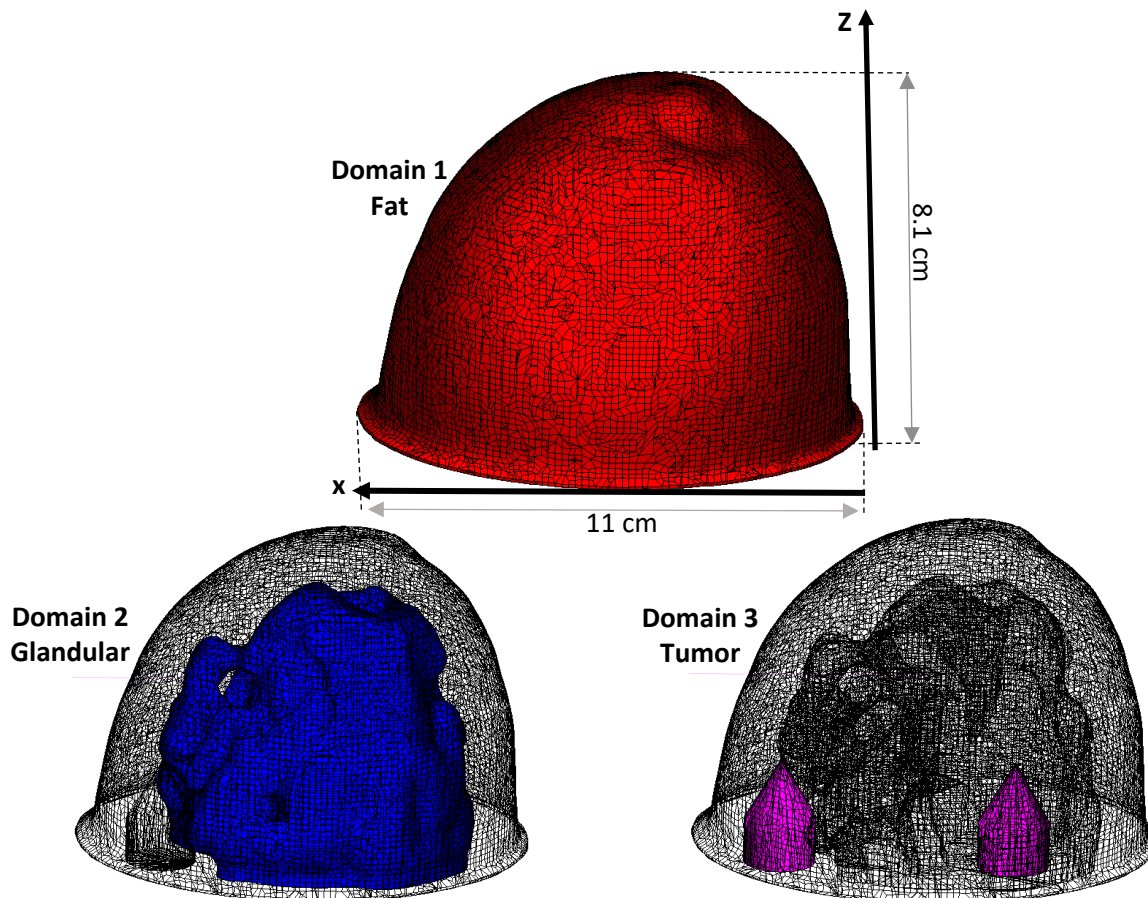 Z
Domain 1
Fat
8.1 cm
x
11 cm
Domain 2
Glandular
Domain 3
Tumor